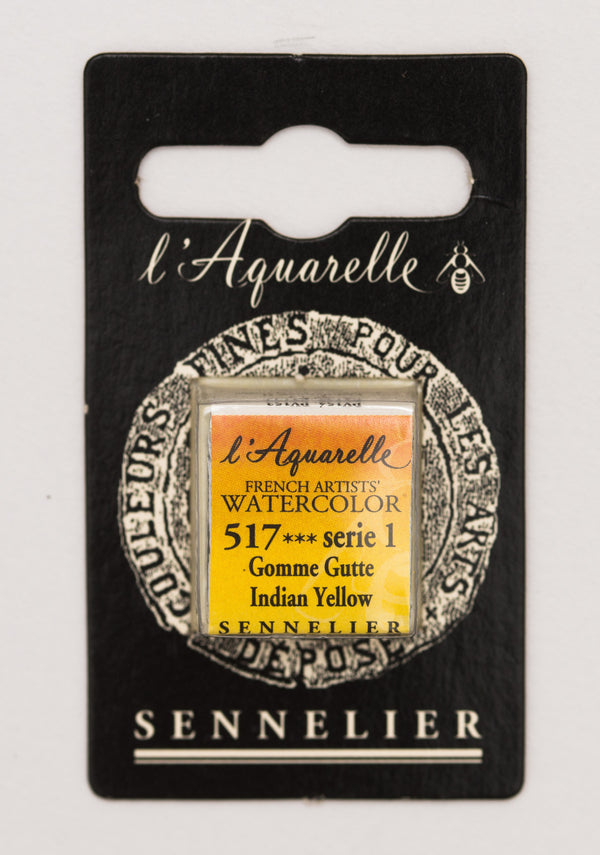 l'Aquarelle
COULEURS FINES POUR LES ARTS
DÉPOSÉ
l'Aquarelle
FRENCH ARTISTS'
WATERCOLOR
517*** serie 1
Gomme Gutte
Indian Yellow
SENNELIER
SENNELIER